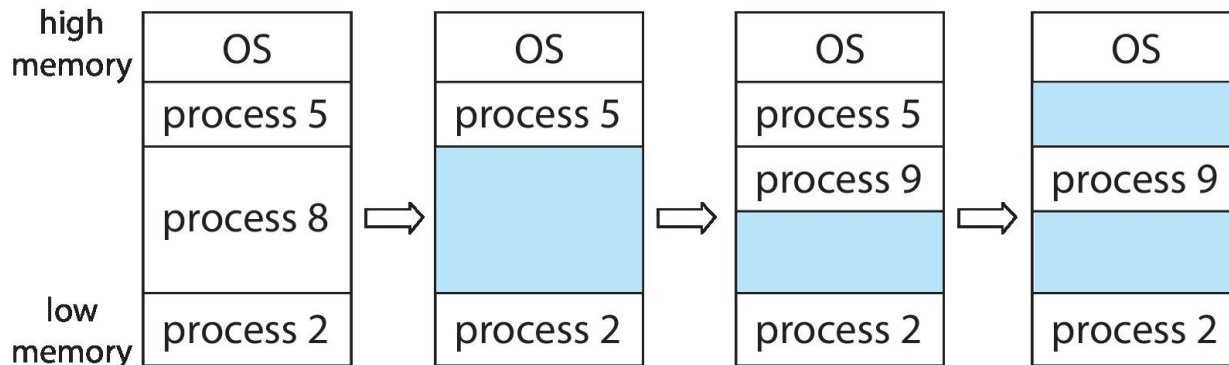 high
memory
OS
process 5
process 8
low
memory
process 2
OS
process 5
process 2
OS
process 5
process 9
process 2
OS
process 9
process 2